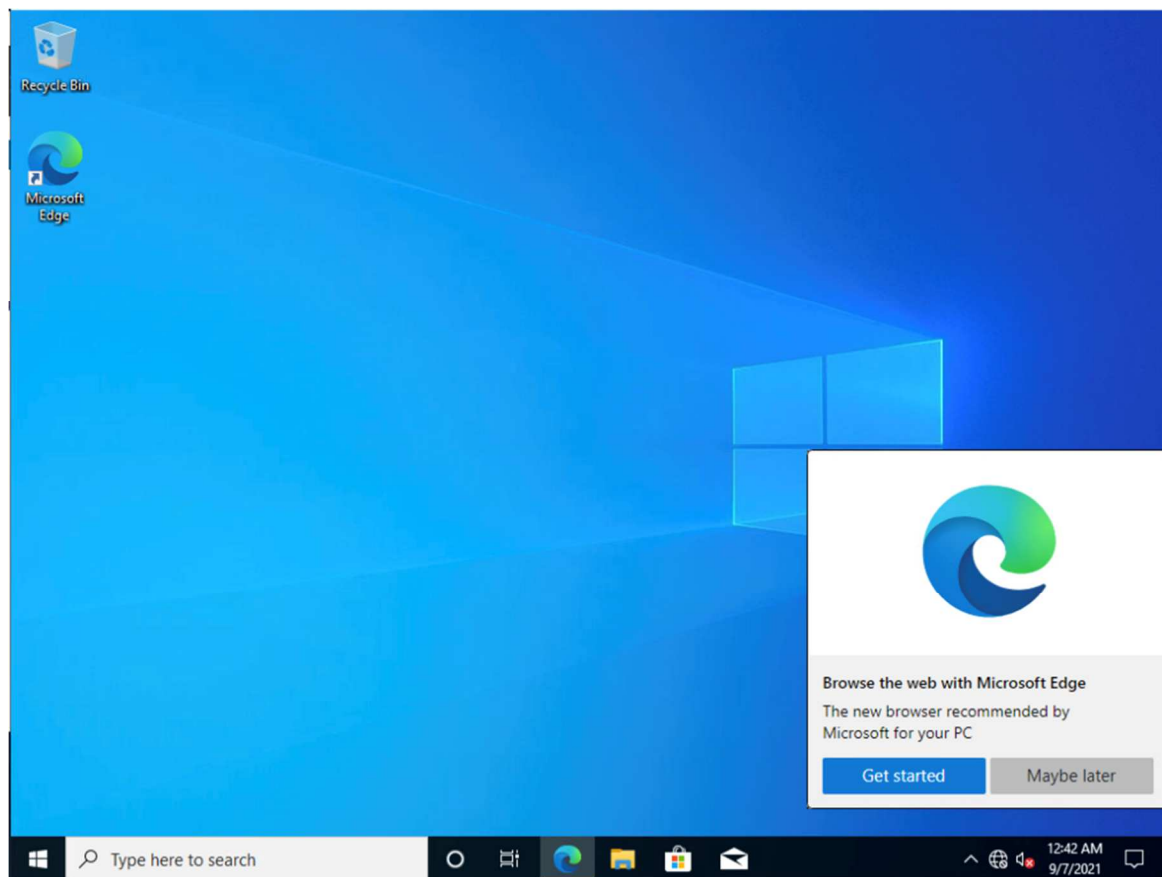 Recycle Bin
Microsoft
Edge
Browse the web with Microsoft Edge
The new browser recommended by
Microsoft for your PC
Get started
Maybe later
Type here to search
12:42 AM
9/7/2021